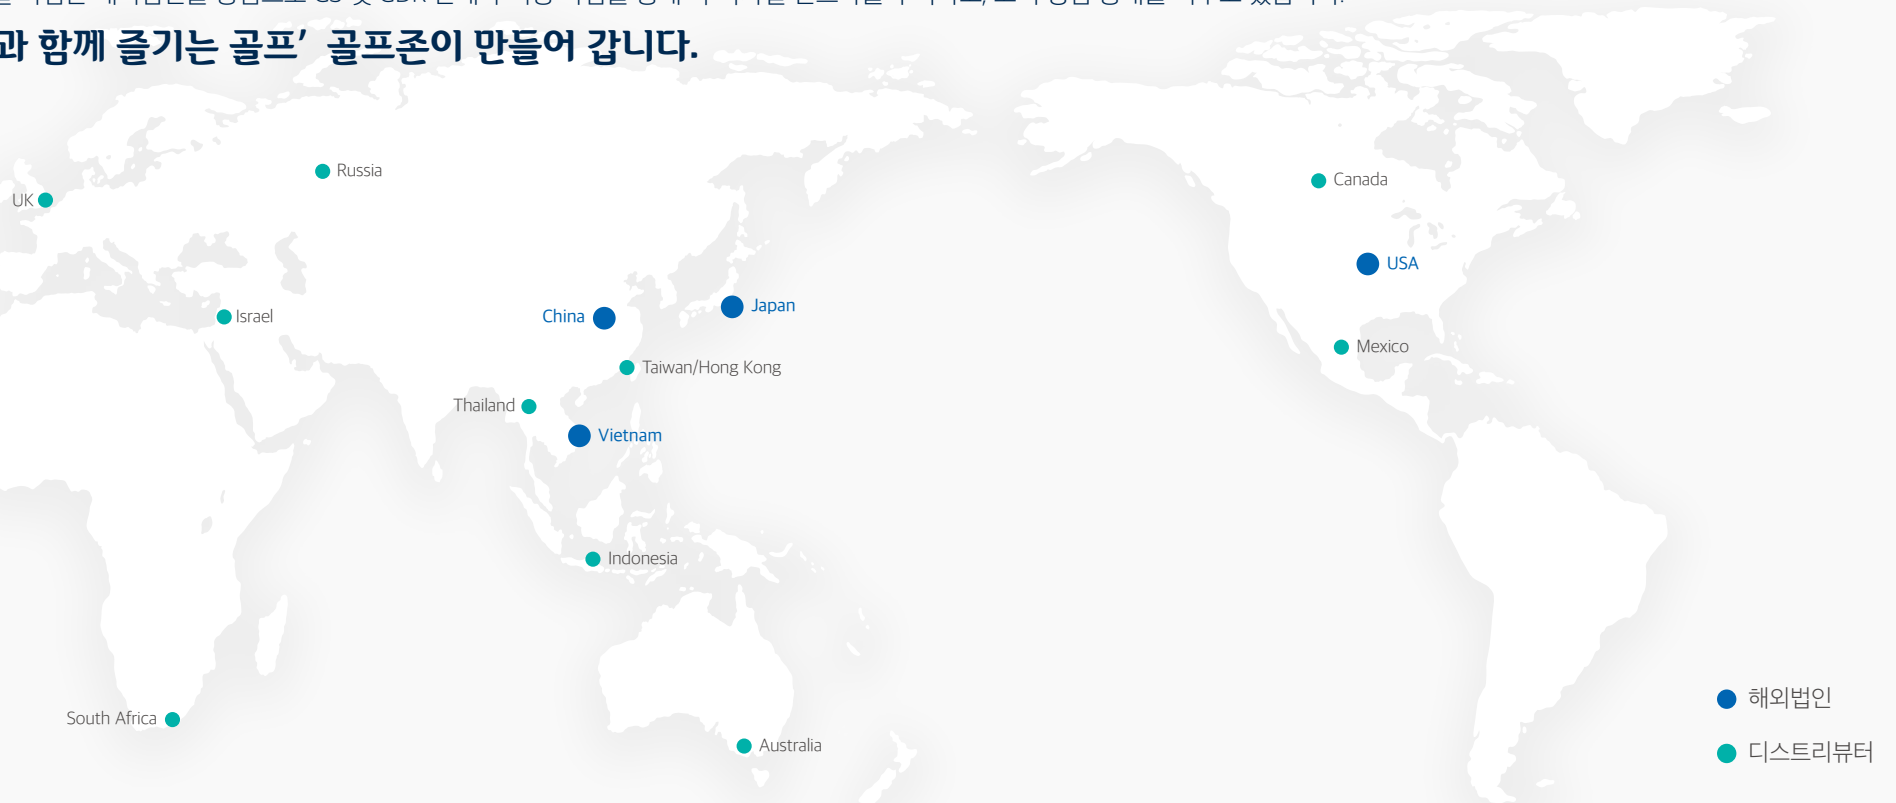 과 함께 즐기는 골프’ 골프존이 만들어 갑니다.
Russia
UK
Canada
USA
Israel
China
Japan
Mexico
Taiwan/Hong Kong
Thailand
Vietnam
Indonesia
South Africa
Australia
해외법인
디스트리뷰터